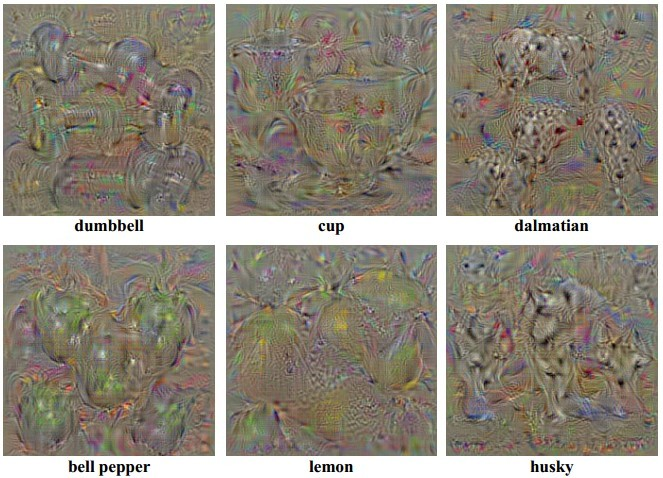 dumbbell
cup
dalmatian
bell pepper
lemon
husky